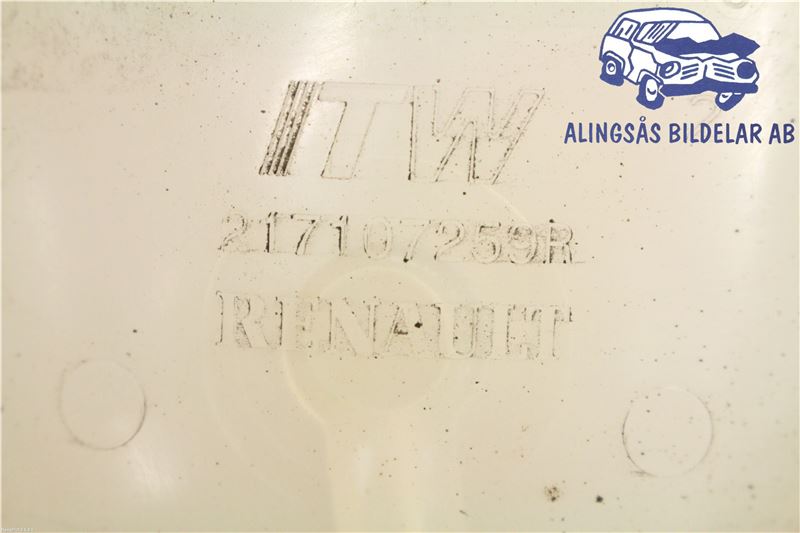 ALINGSÅS BILDELAR AB
ITW
217107259R
RENAULT